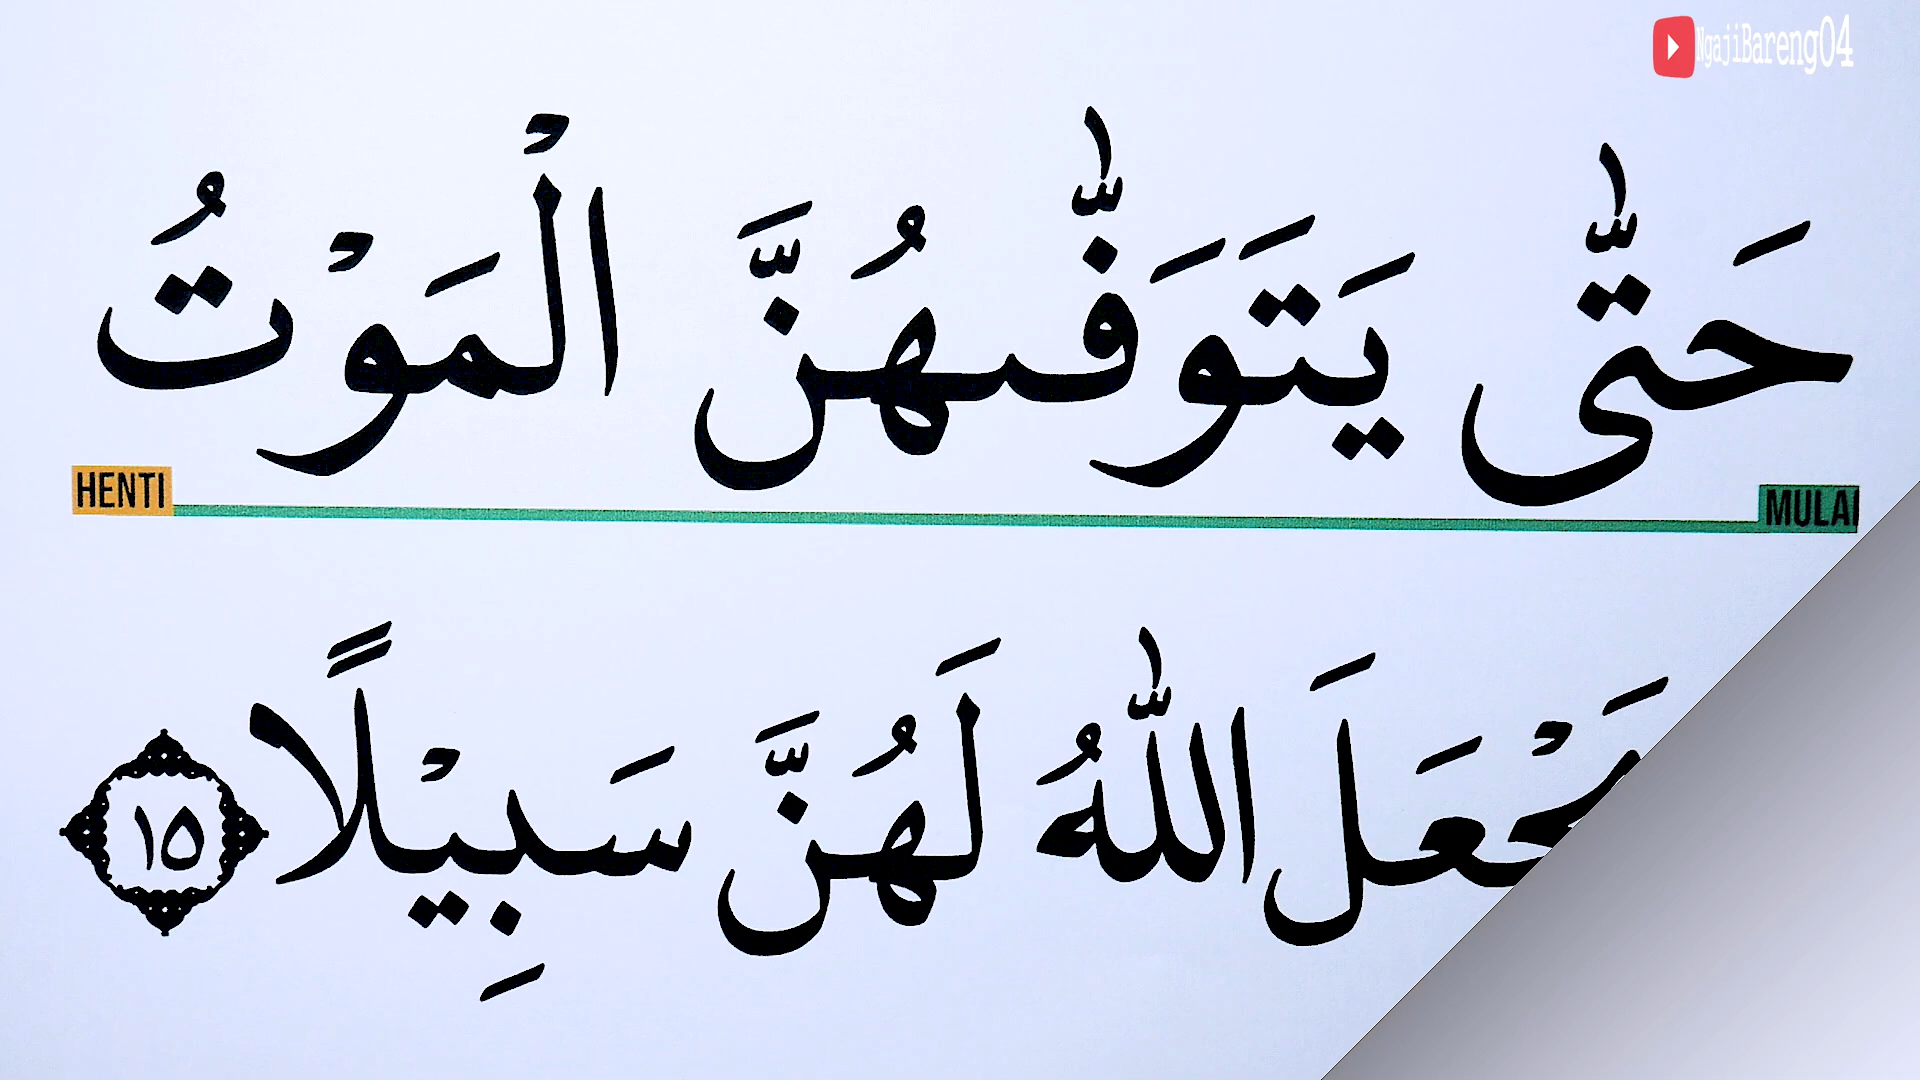 NgajiBareng04
حَتّٰى يَتَوَفّٰىهُنَّ الْمَوْتُ
HENTI MULAI
اللّٰهُ لَهُنَّ سَبِيْلًا ١٥